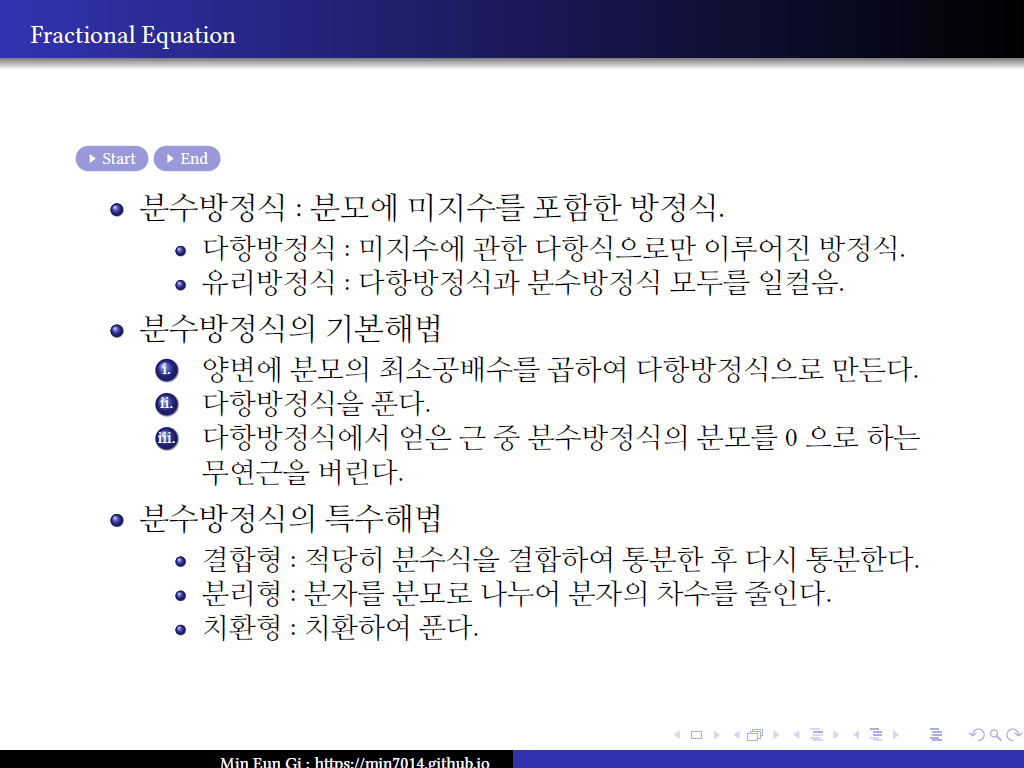 Fractional Equation
Start End
분수방정식 : 분모에 미지수를 포함한 방정식.
다항방정식 : 미지수에 관한 다항식으로만 이루어진 방정식.
유리방정식 : 다항방정식과 분수방정식 모두를 일컬음.
분수방정식의 기본해법
i. 양변에 분모의 최소공배수를 곱하여 다항방정식으로 만든다.
ii. 다항방정식을 푼다.
iii. 다항방정식에서 얻은 근 중 분수방정식의 분모를 0 으로 하는
무연근을 버린다.
분수방정식의 특수해법
결합형 : 적당히 분수식을 결합하여 통분한 후 다시 통분한다.
분리형 : 분자를 분모로 나누어 분자의 차수를 줄인다.
치환형 : 치환하여 푼다.
Min Eun Gi : https://min7014.github.io